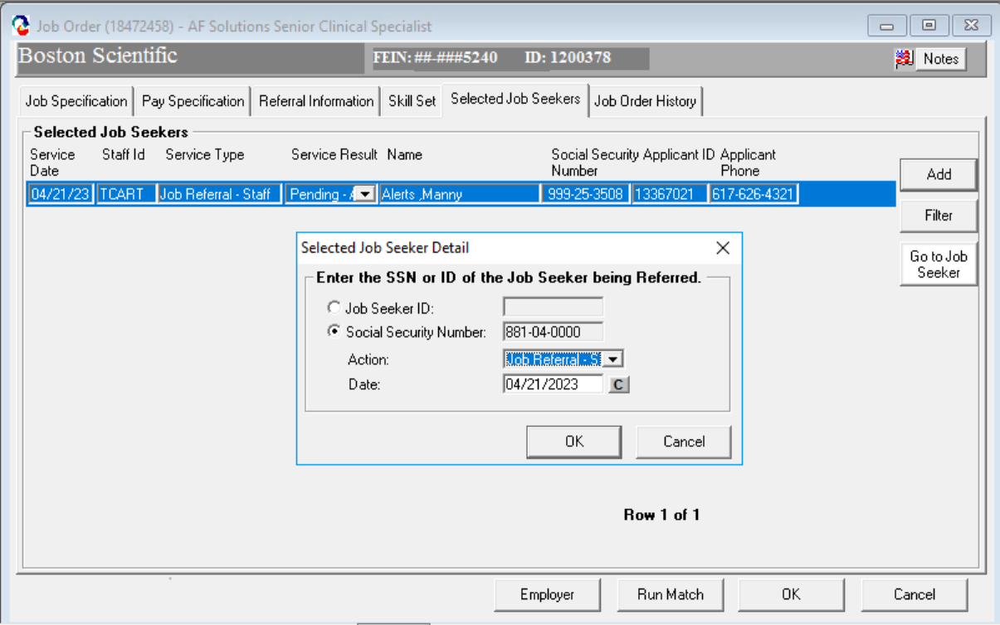 Job Order (18472458) - AF Solutions Senior Clinical Specialist
Boston Scientific FEIN: ##-###5240 ID: 1200378 Notes
Job Specification Pay Specification Referral Information Skill Set Selected Job Seekers Job Order History
Selected Job Seekers
Service Date Staff Id Service Type Service Result Name Social Security Number Applicant ID Applicant Phone
04/21/23 TCART Job Referral - Staff Pending - Alerts ,Manny 999-25-3508 13367021 617-626-4321
Add
Filter
Go to Job
Seeker
Selected Job Seeker Detail
Enter the SSN or ID of the Job Seeker being Referred.
Job Seeker ID:
Social Security Number: 881-04-0000
Action: Job Referral - S
Date: 04/21/2023 C
OK Cancel
Row 1 of 1
Employer Run Match OK Cancel